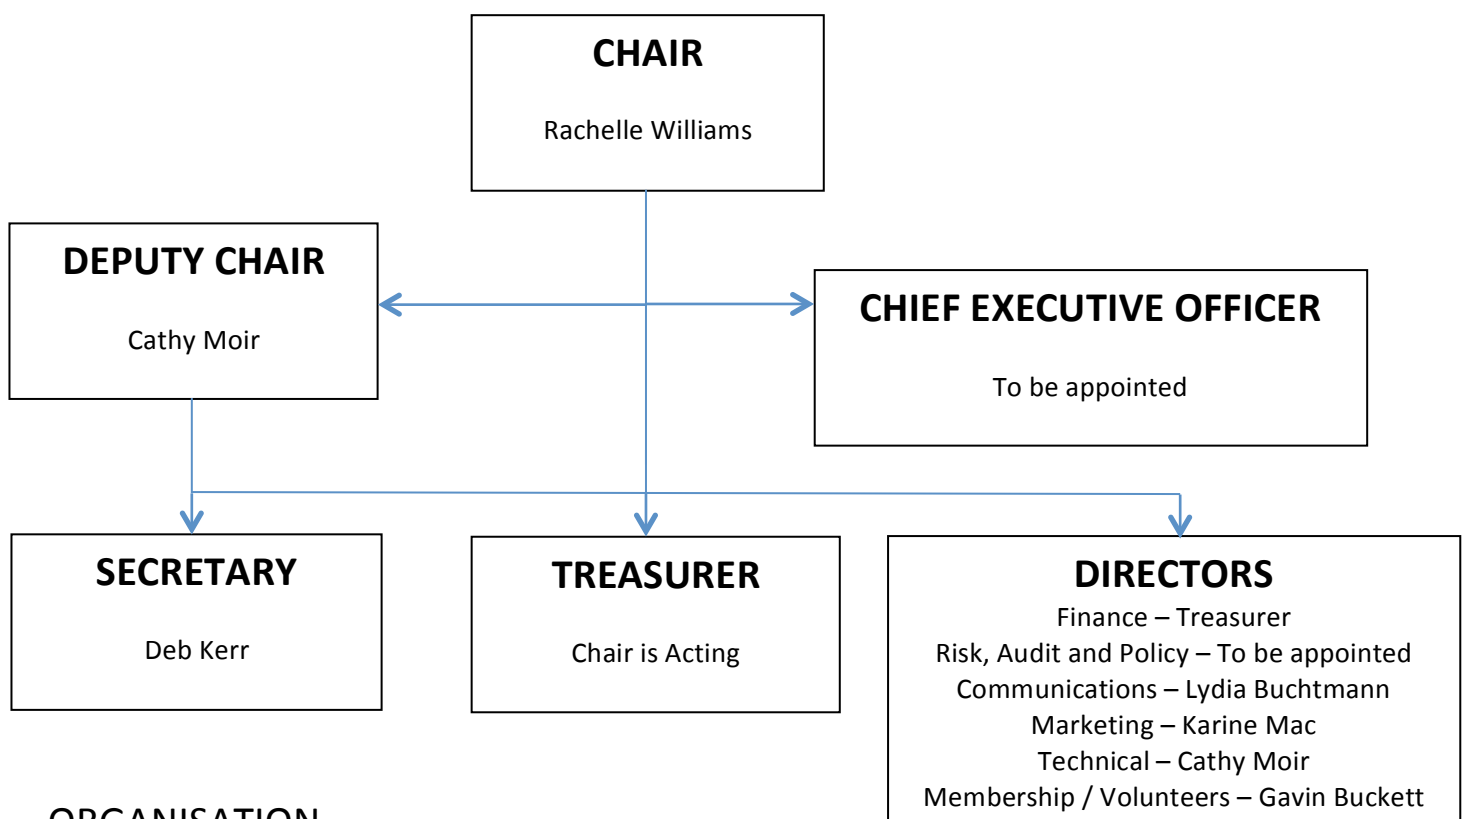 CHAIR
Rachelle Williams
DEPUTY CHAIR
Cathy Moir
CHIEF EXECUTIVE OFFICER
To be appointed
SECRETARY
Deb Kerr
TREASURER
Chair is Acting
DIRECTORS
Finance – Treasurer
Risk, Audit and Policy – To be appointed
Communications – Lydia Buchtmann
Marketing – Karine Mac
Technical – Cathy Moir
Membership / Volunteers – Gavin Buckett
ORGANISATION